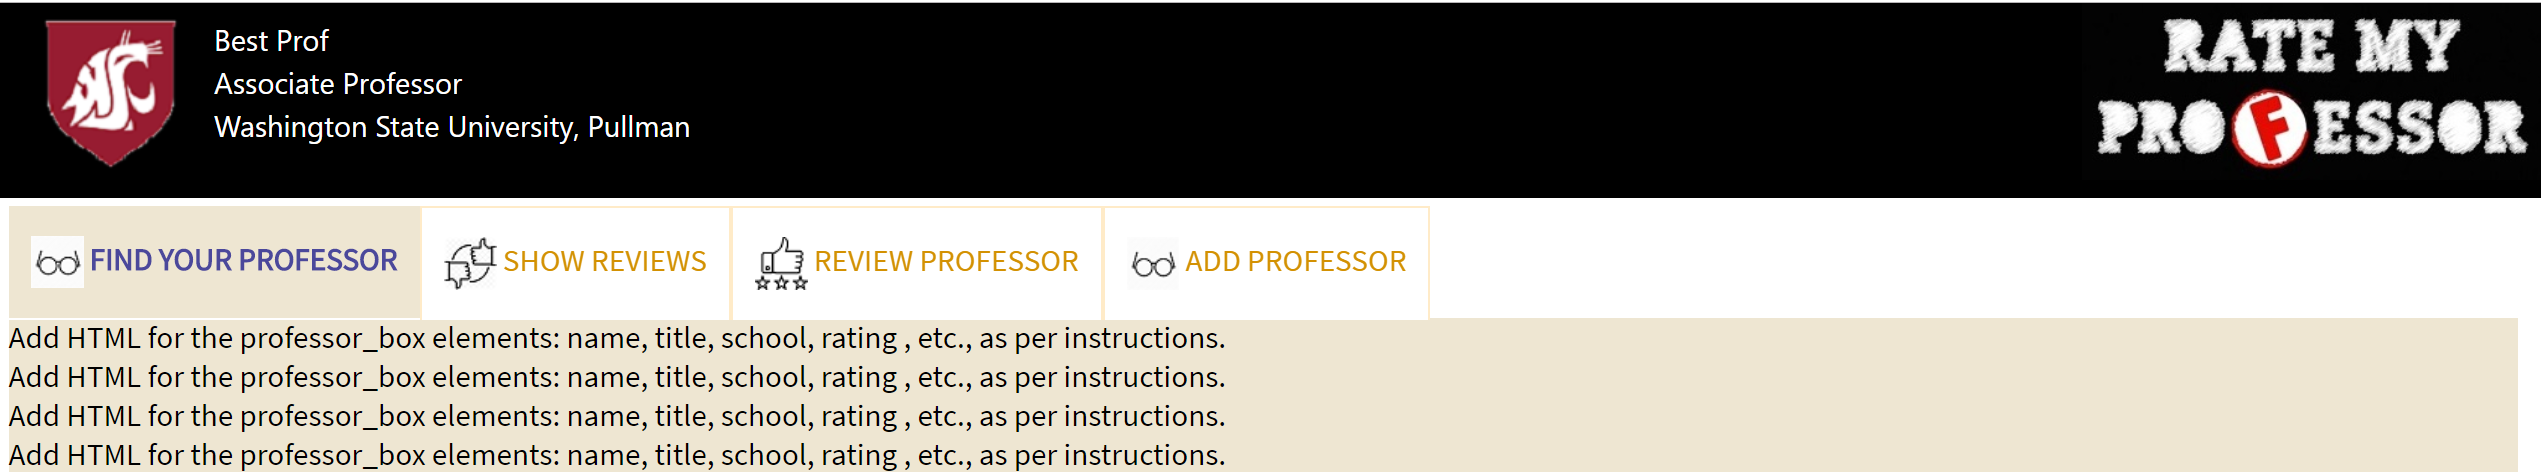 Best Prof
Associate Professor
Washington State University, Pullman
RATE MY
PROFESSOR
FIND YOUR PROFESSOR
SHOW REVIEWS
REVIEW PROFESSOR
ADD PROFESSOR
Add HTML for the professor_box elements: name, title, school, rating , etc., as per instructions.
Add HTML for the professor_box elements: name, title, school, rating , etc., as per instructions.
Add HTML for the professor_box elements: name, title, school, rating , etc., as per instructions.
Add HTML for the professor_box elements: name, title, school, rating , etc., as per instructions.